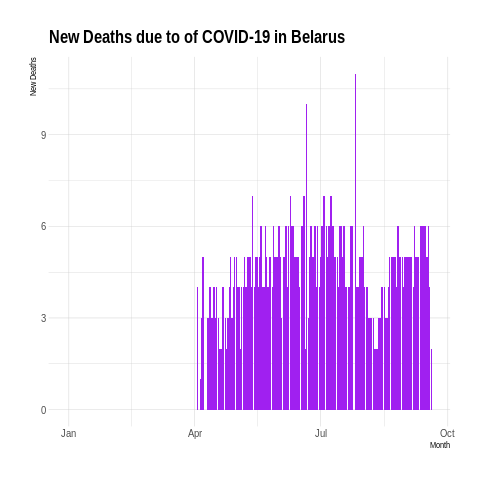 New Deaths due to of COVID-19 in Belarus
New Deaths
9
6
3
0
Jan Apr Jul Oct
Month